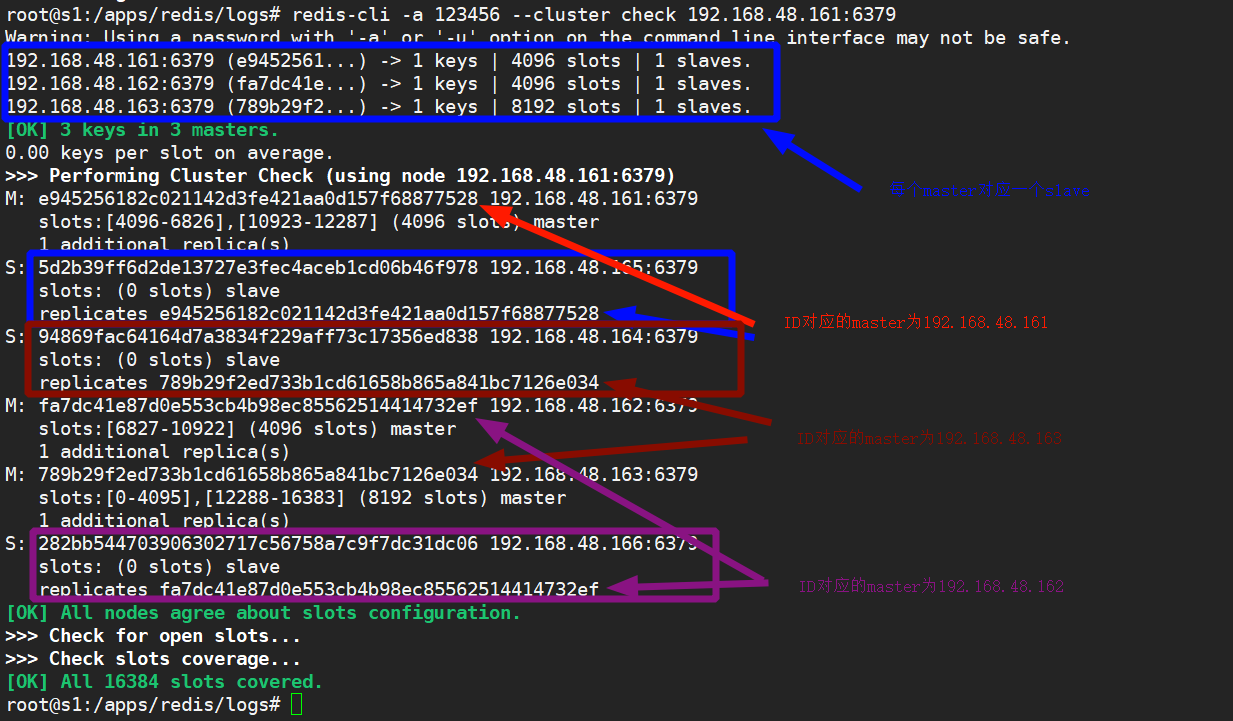 root@s1:/apps/redis/logs# redis-cli -a 123456 --cluster check 192.168.48.161:6379
Warning: Using a password with '-a' or '-u' option on the command line interface may not be safe.
192.168.48.161:6379 (e9452561...) -> 1 keys | 4096 slots | 1 slaves.
192.168.48.162:6379 (fa7dc41e...) -> 1 keys | 4096 slots | 1 slaves.
192.168.48.163:6379 (789b29f2...) -> 1 keys | 8192 slots | 1 slaves.
[OK] 3 keys in 3 masters.
0.00 keys per slot on average.
>>> Performing Cluster Check (using node 192.168.48.161:6379)
个master对应一个slave
M: e945256182c021142d3fe421aa0d157f68877528 192.168.48.161:6379
slots:[4096-6826],[10923-12287] (4096 slots) master
1 additional replica(s)
S: 5d2b39ff6d2de13727e3fec4aceb1cd06b46f978 192.168.48.165:6379
slots: (0 slots) slave
replicates e945256182c021142d3fe421aa0d157f68877528
ID对应的master为192.168.48.161
S: 94869fac64164d7a3834f229aff73c17356ed838 192.168.48.164:6379
slots: (0 slots) slave
replicates 789b29f2ed733b1cd61658b865a841bc7126e034
M: fa7dc41e87d0e553cb4b98ec85562514414732ef 192.168.48.162:6379
slots:[6827-10922] (4096 slots) master
ID对应的master为192.168.48.163
1 additional replica(s)
M: 789b29f2ed733b1cd61658b865a841bc7126e034 192.168.48.163:6379
slots:[0-4095],[12288-16383] (8192 slots) master
1 additional replica(s)
S: 282bb544703906302717c56758a7c9f7dc31dc06 192.168.48.166:6379
slots: (0 slots) slave
replicates fa7dc41e87d0e553cb4b98ec85562514414732ef
ID对应的master为192.168.48.162
[OK] All nodes agree about slots configuration.
>>> Check for open slots...
>>> Check slots coverage...
[OK] All 16384 slots covered.
root@s1:/apps/redis/logs#